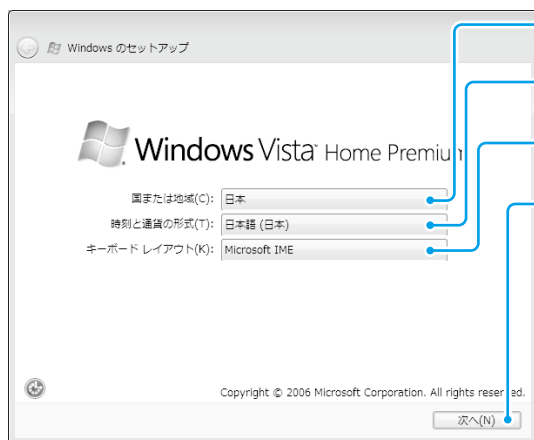 Windows のセットアップ
Windows Vista™ Home Premium
国または地域(C): 日本
時刻と通貨の形式(T): 日本語 (日本)
キーボード レイアウト(K): Microsoft IME
Copyright © 2006 Microsoft Corporation. All rights reserved.
次へ(N)